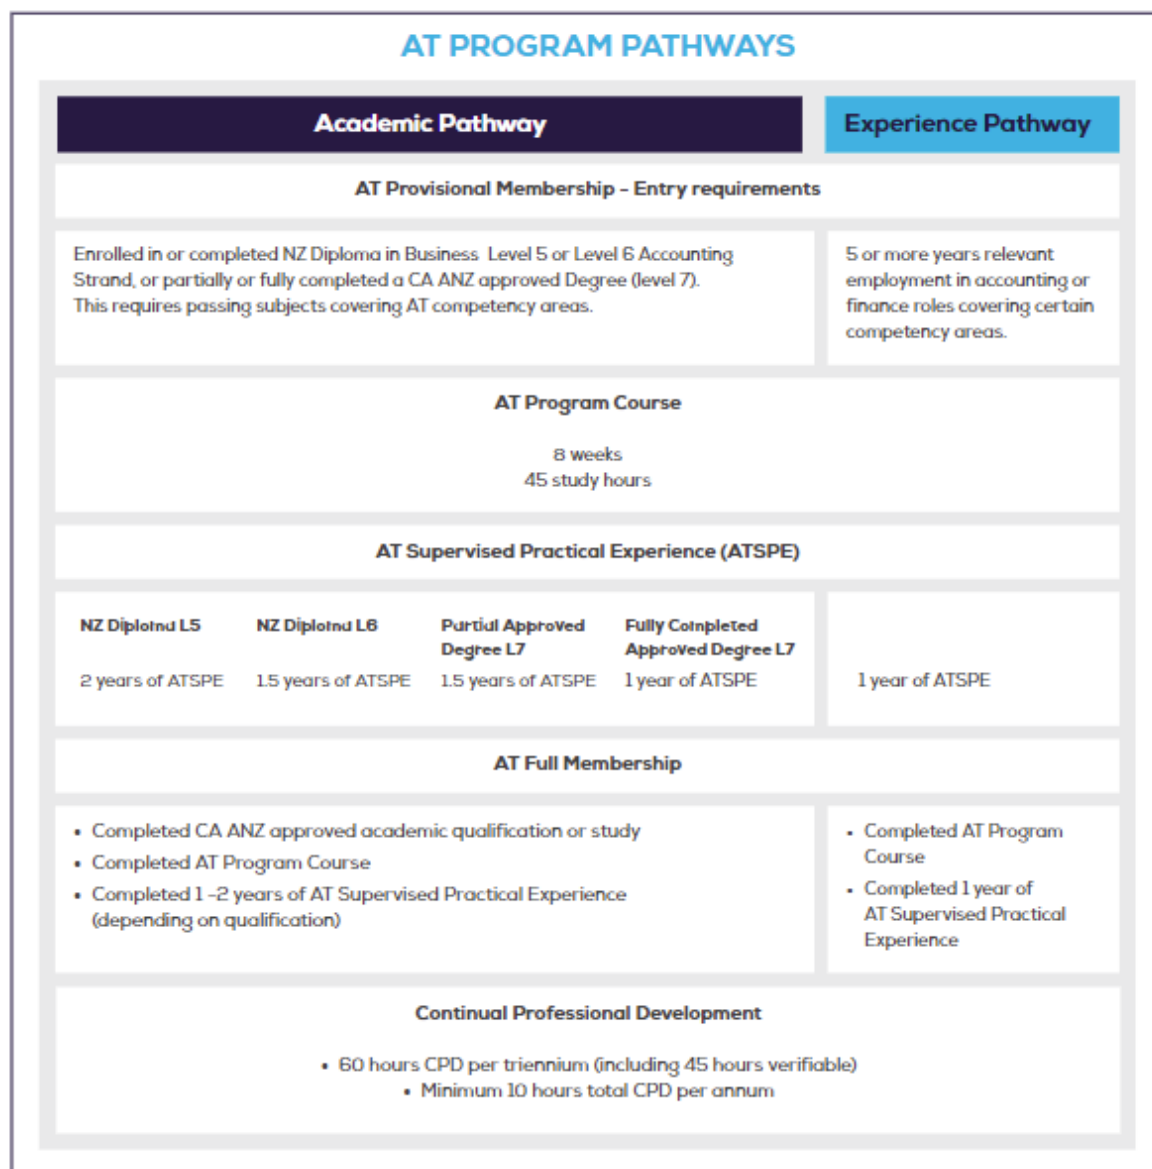 AT PROGRAM PATHWAYS
Academic Pathway
Experience Pathway
AT Provisional Membership - Entry requirements
Enrolled in or completed NZ Diploma in Business Level 5 or Level 6 Accounting
Strand, or partially or fully completed a CA ANZ approved Degree (level 7).
This requires passing subjects covering AT competency areas.
5 or more years relevant
employment in accounting or
finance roles covering certain
competency areas.
AT Program Course
8 weeks
45 study hours
AT Supervised Practical Experience (ATSPE)
NZ Diploma L5
2 years of ATSPE
NZ Diploma L6
1.5 years of ATSPE
Partial Approved
Degree L7
1.5 years of ATSPE
Fully Completed
Approved Degree L7
1 year of ATSPE
1 year of ATSPE
AT Full Membership
• Completed CA ANZ approved academic qualification or study
• Completed AT Program Course
• Completed 1 -2 years of AT Supervised Practical Experience
(depending on qualification)
• Completed AT Program
Course
• Completed 1 year of
AT Supervised Practical
Experience
Continual Professional Development
• 60 hours CPD per triennium (including 45 hours verifiable)
• Minimum 10 hours total CPD per annum